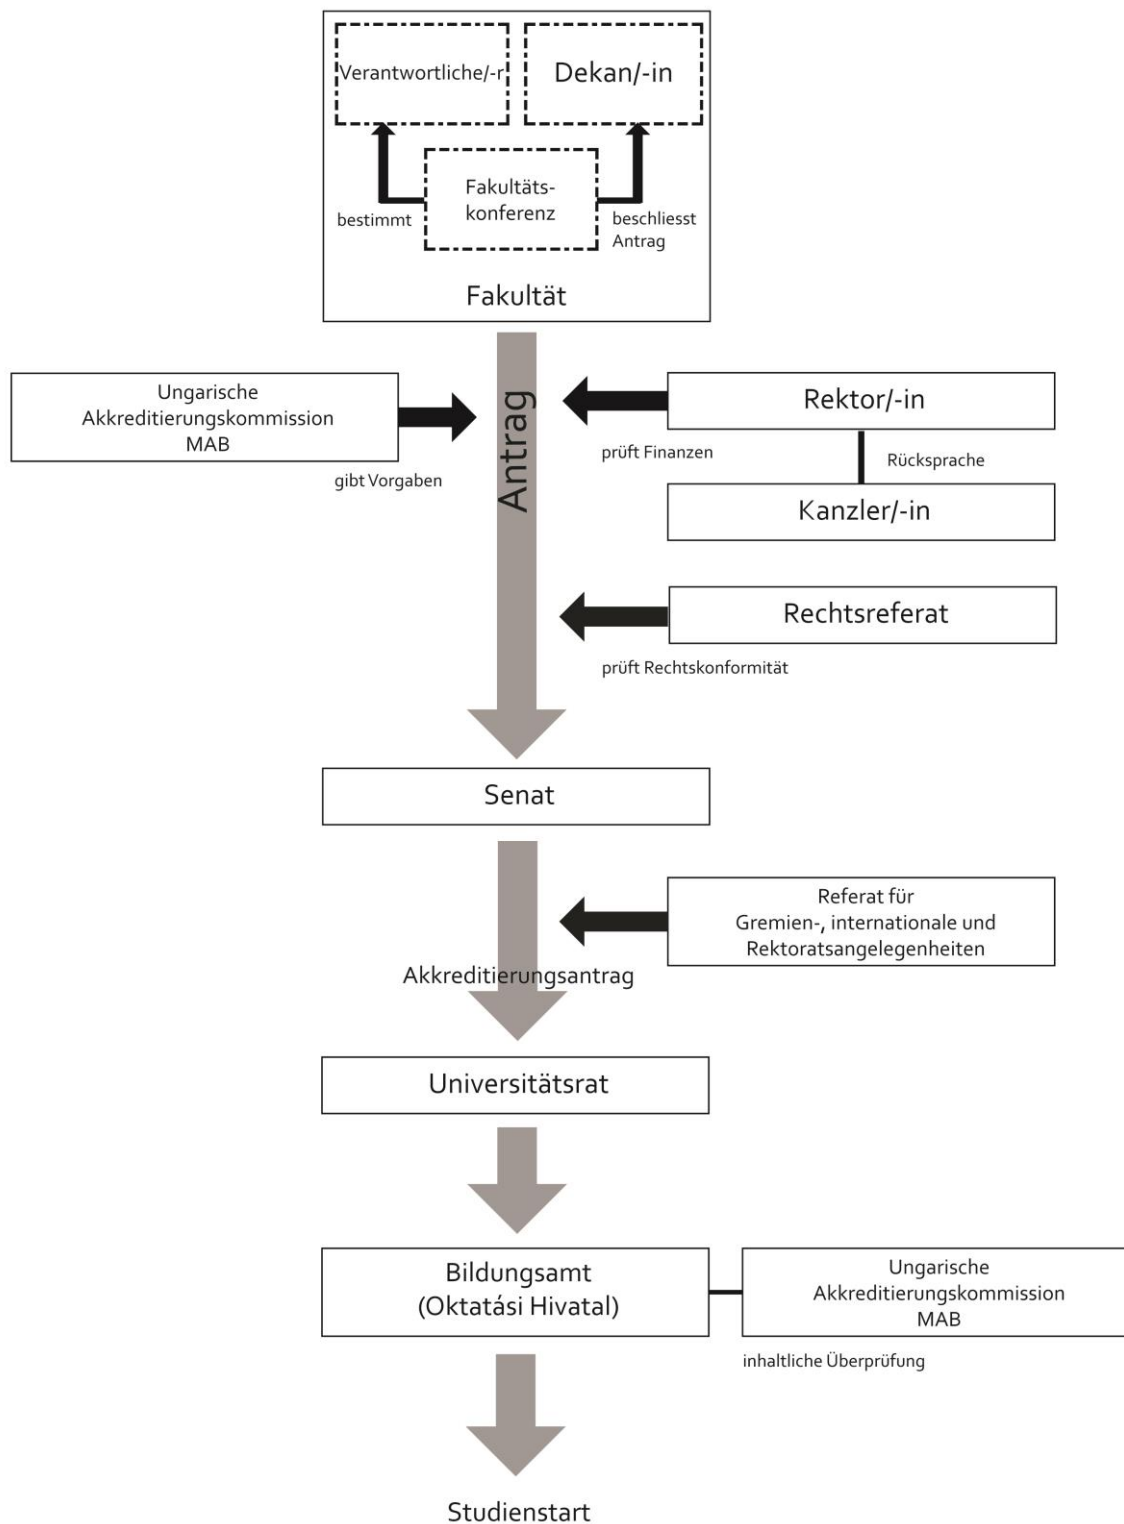 Verantwortliche/-r
Dekan/-in
Fakultäts-
konferenz
bestimmt
beschliesst
Antrag
Fakultät
Ungarische
Akkreditierungskommission
MAB
gibt Vorgaben
Antrag
Rektor/-in
prüft Finanzen
Rücksprache
Kanzler/-in
Rechtsreferat
prüft Rechtskonformität
Senat
Referat für
Gremien-, internationale und
Rektoratsangelegenheiten
Akkreditierungsantrag
Universitätsrat
Bildungsamt
(Oktatási Hivatal)
Ungarische
Akkreditierungskommission
MAB
inhaltliche Überprüfung
Studienstart